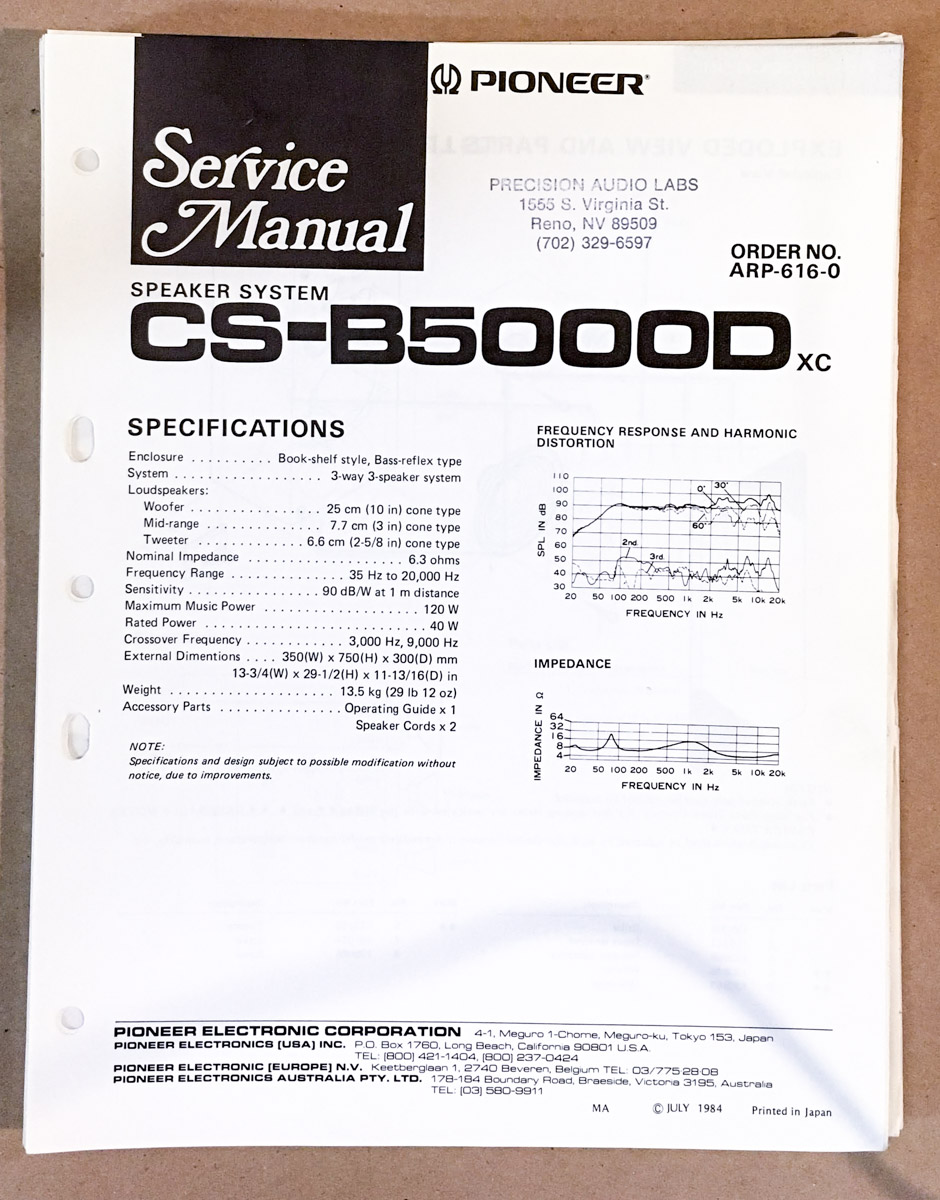 Service
Manual
PIONEER®
PRECISION AUDIO LABS
1555 S. Virginia St.
Reno, NV 89509
(702) 329-6597
ORDER NO.
ARP-616-0
SPEAKER SYSTEM
CS-B5000D XC
SPECIFICATIONS
Enclosure . . . . . . . . . . Book-shelf style, Bass-reflex type
System . . . . . . . . . . . . . . . . . . 3-way 3-speaker system
Loudspeakers:
Woofer . . . . . . . . . . . . . . . . 25 cm (10 in) cone type
Mid-range . . . . . . . . . . . . . . 7.7 cm (3 in) cone type
Tweeter . . . . . . . . . . . . . 6.6 cm (2-5/8 in) cone type
Nominal Impedance . . . . . . . . . . . . . . . . . . . 6.3 ohms
Frequency Range . . . . . . . . . . . . . . 35 Hz to 20,000 Hz
Sensitivity . . . . . . . . . . . . . . . . . 90 dB/W at 1 m distance
Maximum Music Power . . . . . . . . . . . . . . . . . . . 120 W
Rated Power . . . . . . . . . . . . . . . . . . . . . . . . . . . 40 W
Crossover Frequency . . . . . . . . . . . . 3,000 Hz, 9,000 Hz
External Dimentions . . . . 350(W) x 750(H) x 300(D) mm
13-3/4(W) x 29-1/2(H) x 11-13/16(D) in
Weight . . . . . . . . . . . . . . . . . . . . 13.5 kg (29 lb 12 oz)
Accessory Parts . . . . . . . . . . . . . . . Operating Guide x 1
Speaker Cords x 2
NOTE:
Specifications and design subject to possible modification without
notice, due to improvements.
FREQUENCY RESPONSE AND HARMONIC
DISTORTION
SPL IN dB
110
100
90
80
70
60
50
40
30
0°
30°
60°
2nd.
3rd.
20 50 100 200 500 1k 2k 5k 10k 20k
FREQUENCY IN Hz
IMPEDANCE
IMPEDANCE IN Ω
64
32
16
8
4
20 50 100 200 500 1k 2k 5k 10k 20k
FREQUENCY IN Hz
PIONEER ELECTRONIC CORPORATION 4-1, Meguro 1-Chome, Meguro-ku, Tokyo 153, Japan
PIONEER ELECTRONICS [USA] INC. P.O. Box 1760, Long Beach, California 90801 U.S.A.
TEL: (800) 421-1404, (800) 237-0424
PIONEER ELECTRONIC [EUROPE] N.V. Keetberglaan 1, 2740 Beveren, Belgium TEL: 03/775·28·08
PIONEER ELECTRONICS AUSTRALIA PTY. LTD. 178-184 Boundary Road, Braeside, Victoria 3195, Australia
TEL: (03) 580-9911
MA © JULY 1984 Printed in Japan